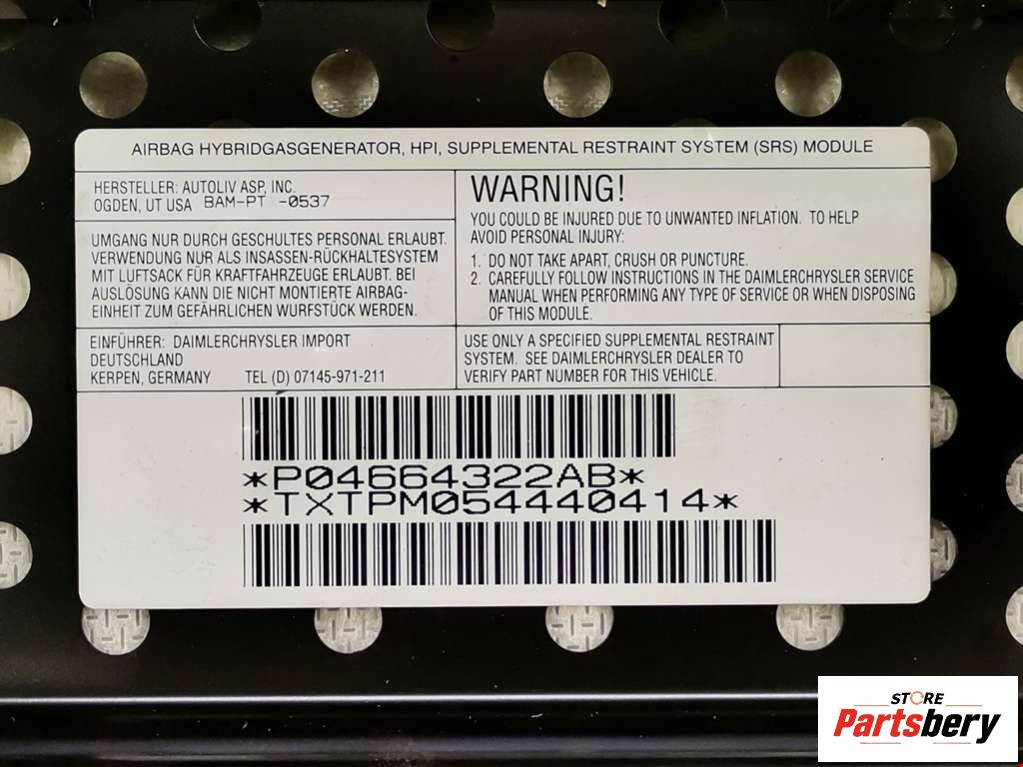 AIRBAG HYBRIDGASGENERATOR, HPI, SUPPLEMENTAL RESTRAINT SYSTEM (SRS) MODULE
HERSTELLER: AUTOLIV ASP, INC.
OGDEN, UT USA BAM-PT -0537
UMGANG NUR DURCH GESCHULTES PERSONAL ERLAUBT.
VERWENDUNG NUR ALS INSASSEN-RÜCKHALTESYSTEM
MIT LUFTSACK FÜR KRAFTFAHRZEUGE ERLAUBT. BEI
AUSLÖSUNG KANN DIE NICHT MONTIERTE AIRBAG-
EINHEIT ZUM GEFÄHRLICHEN WURFSTÜCK WERDEN.
EINFÜHRER: DAIMLERCHRYSLER IMPORT
DEUTSCHLAND
KERPEN, GERMANY TEL (D) 07145-971-211
WARNING!
YOU COULD BE INJURED DUE TO UNWANTED INFLATION. TO HELP
AVOID PERSONAL INJURY:
1. DO NOT TAKE APART, CRUSH OR PUNCTURE.
2. CAREFULLY FOLLOW INSTRUCTIONS IN THE DAIMLERCHRYSLER SERVICE
MANUAL WHEN PERFORMING ANY TYPE OF SERVICE OR WHEN DISPOSING
OF THIS MODULE.
USE ONLY A SPECIFIED SUPPLEMENTAL RESTRAINT
SYSTEM. SEE DAIMLERCHRYSLER DEALER TO
VERIFY PART NUMBER FOR THIS VEHICLE.
*P04664322AB*
*TXTPM054440414*
STORE
Partsbery